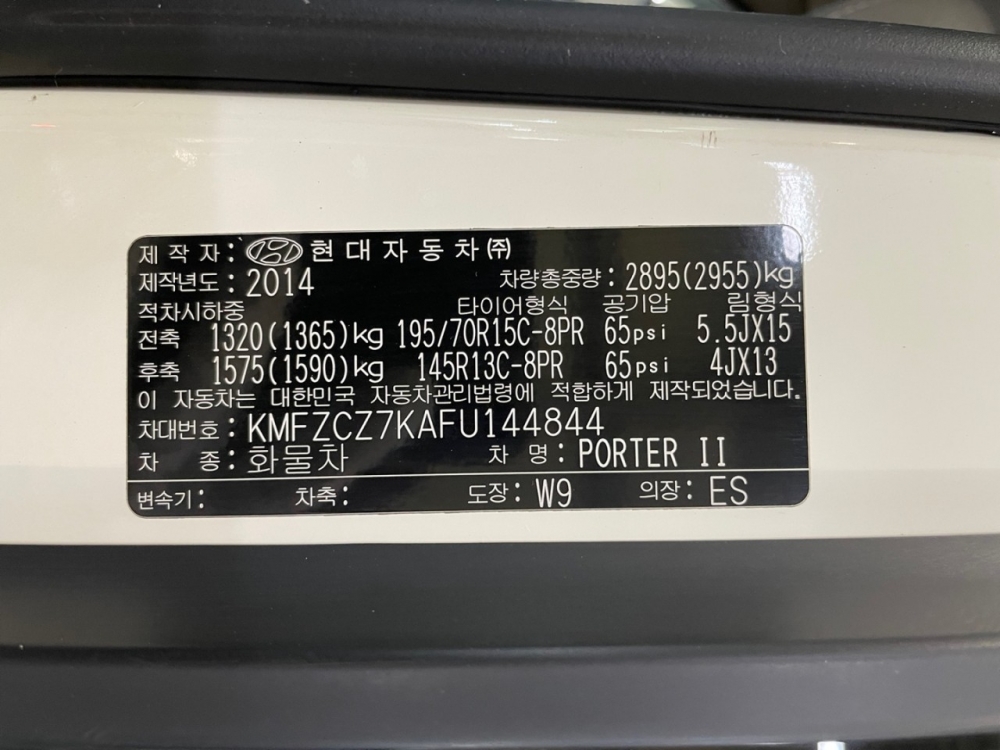 제 작 자 : 현대자동차㈜
제작년도 : 2014 차량총중량 : 2895(2955)kg
적차시하중 타이어형식 공기압 림형식
전축 1320(1365)kg 195/70R15C-8PR 65psi 5.5JX15
후축 1575(1590)kg 145R13C-8PR 65psi 4JX13
이 자동차는 대한민국 자동차관리법령에 적합하게 제작되었습니다.
차대번호 : KMFZCZ7KAFU144844
차 종 : 화물차 차 명 : PORTER II
변속기 : 차축 : 도장 : W9 의장 : ES